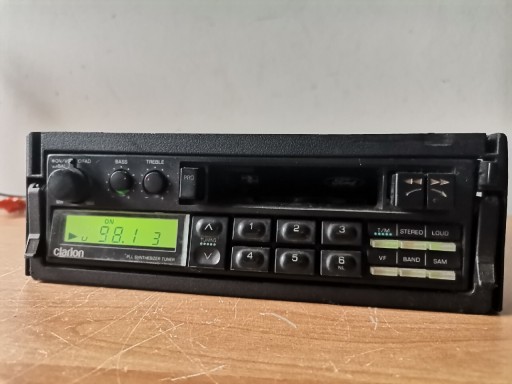 BASS TREBLE
PRO
ON
98.1 3
Clarion
PLL SYNTHESIZER TUNER
1 2 3
4 5 6
T/M STEREO LOUD
VF BAND SAM